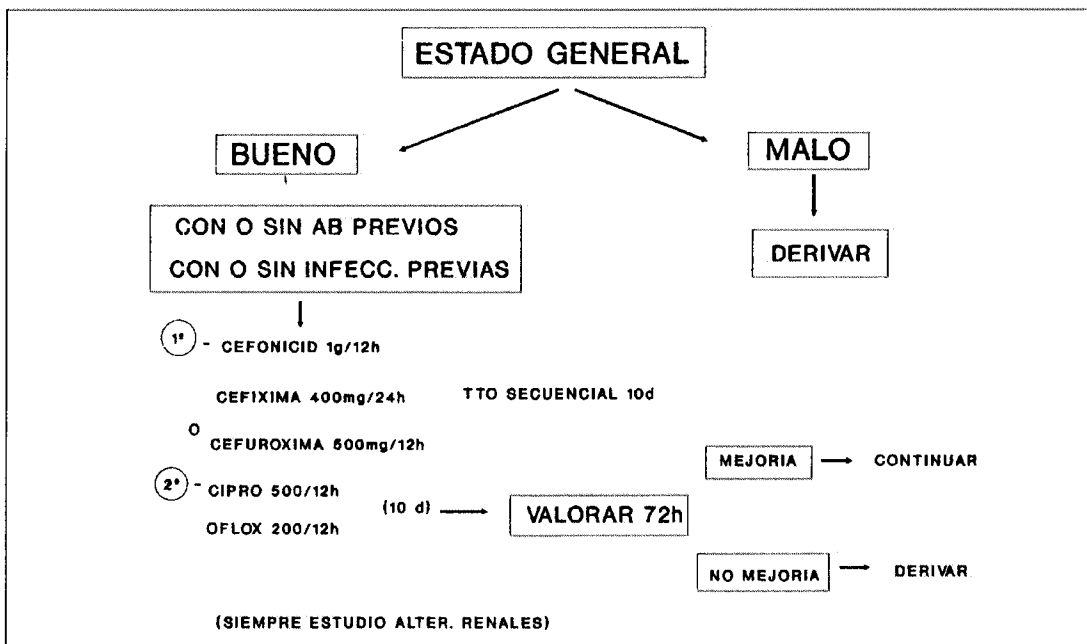 ESTADO GENERAL
BUENO
MALO
CON O SIN AB PREVIOS
CON O SIN INFECC. PREVIAS
DERIVAR
1º - CEFONICID 1g/12h
CEFIXIMA 400mg/24h TTO SECUENCIAL 10d
O CEFUROXIMA 500mg/12h
MEJORIA CONTINUAR
2º - CIPRO 500/12h
(10 d) VALORAR 72h
OFLOX 200/12h
NO MEJORIA DERIVAR
(SIEMPRE ESTUDIO ALTER. RENALES)